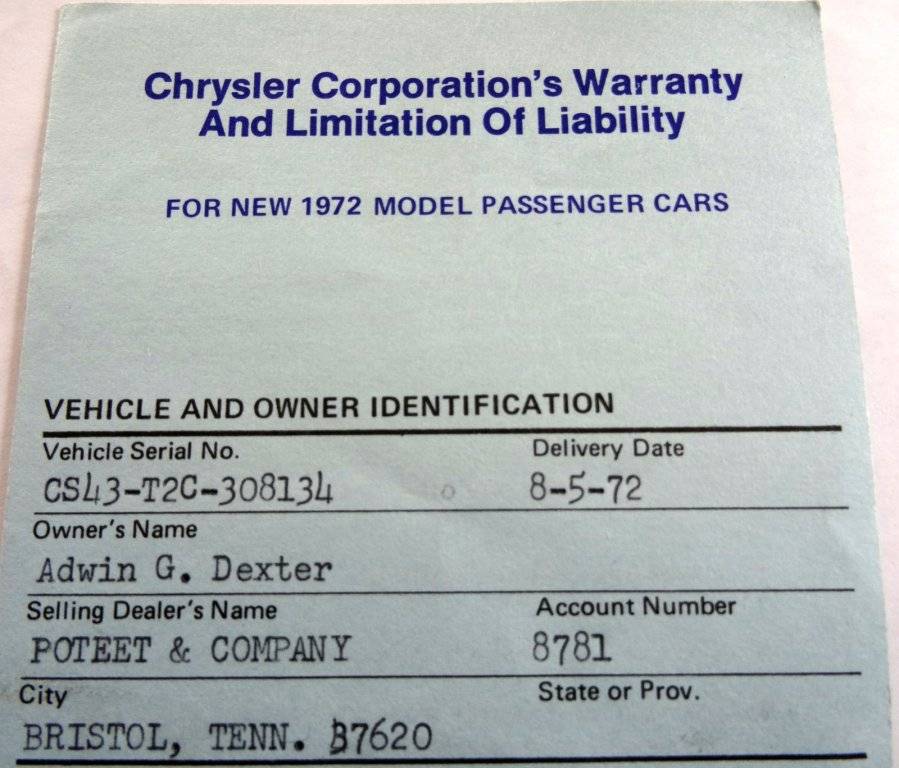 Chrysler Corporation's Warranty
And Limitation Of Liability
FOR NEW 1972 MODEL PASSENGER CARS
VEHICLE AND OWNER IDENTIFICATION
Vehicle Serial No. Delivery Date
CS43-T2C-308134 8-5-72
Owner's Name
Adwin G. Dexter
Selling Dealer's Name Account Number
POTEET & COMPANY 8781
City State or Prov.
BRISTOL, TENN. 37620